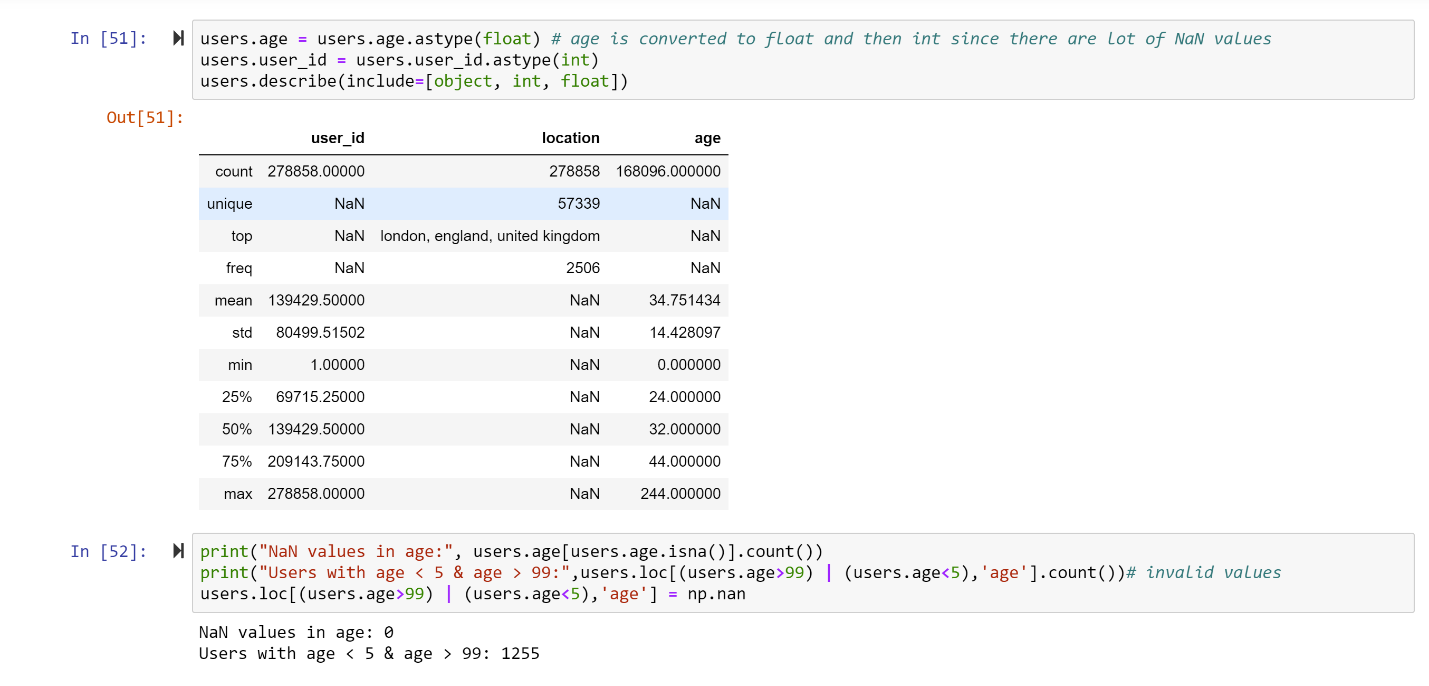 In [51]: users.age = users.age.astype(float) # age is converted to float and then int since there are lot of NaN values
users.user_id = users.user_id.astype(int)
users.describe(include=[object, int, float])
Out[51]:
user_id location age
count 278858.00000 278858 168096.000000
unique NaN 57339 NaN
top NaN london, england, united kingdom NaN
freq NaN 2506 NaN
mean 139429.50000 NaN 34.751434
std 80499.51502 NaN 14.428097
min 1.00000 NaN 0.000000
25% 69715.25000 NaN 24.000000
50% 139429.50000 NaN 32.000000
75% 209143.75000 NaN 44.000000
max 278858.00000 NaN 244.000000
In [52]: print("NaN values in age:", users.age[users.age.isna()].count())
print("Users with age < 5 & age > 99:",users.loc[(users.age>99) | (users.age<5),'age'].count())# invalid values
users.loc[(users.age>99) | (users.age<5),'age'] = np.nan
NaN values in age: 0
Users with age < 5 & age > 99: 1255